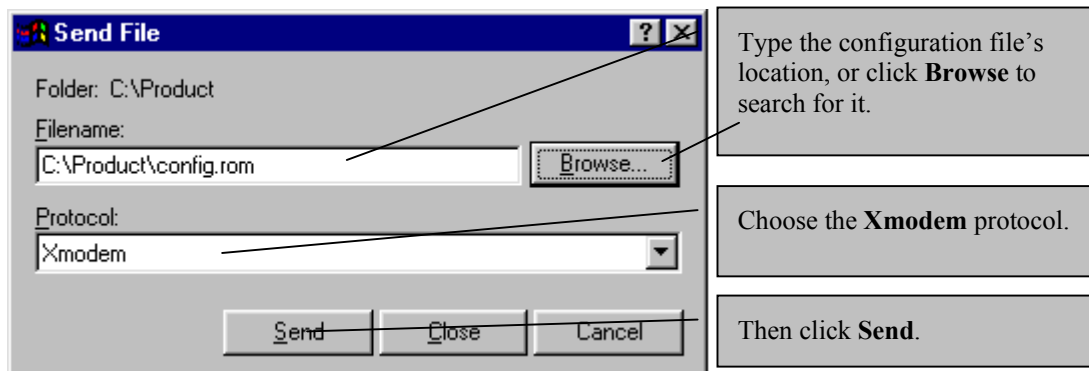 Send File
Folder: C:\Product
Filename:
C:\Product\config.rom
Browse...
Protocol:
Xmodem
Send
Close
Cancel
Type the configuration file’s
location, or click Browse to
search for it.
Choose the Xmodem protocol.
Then click Send.